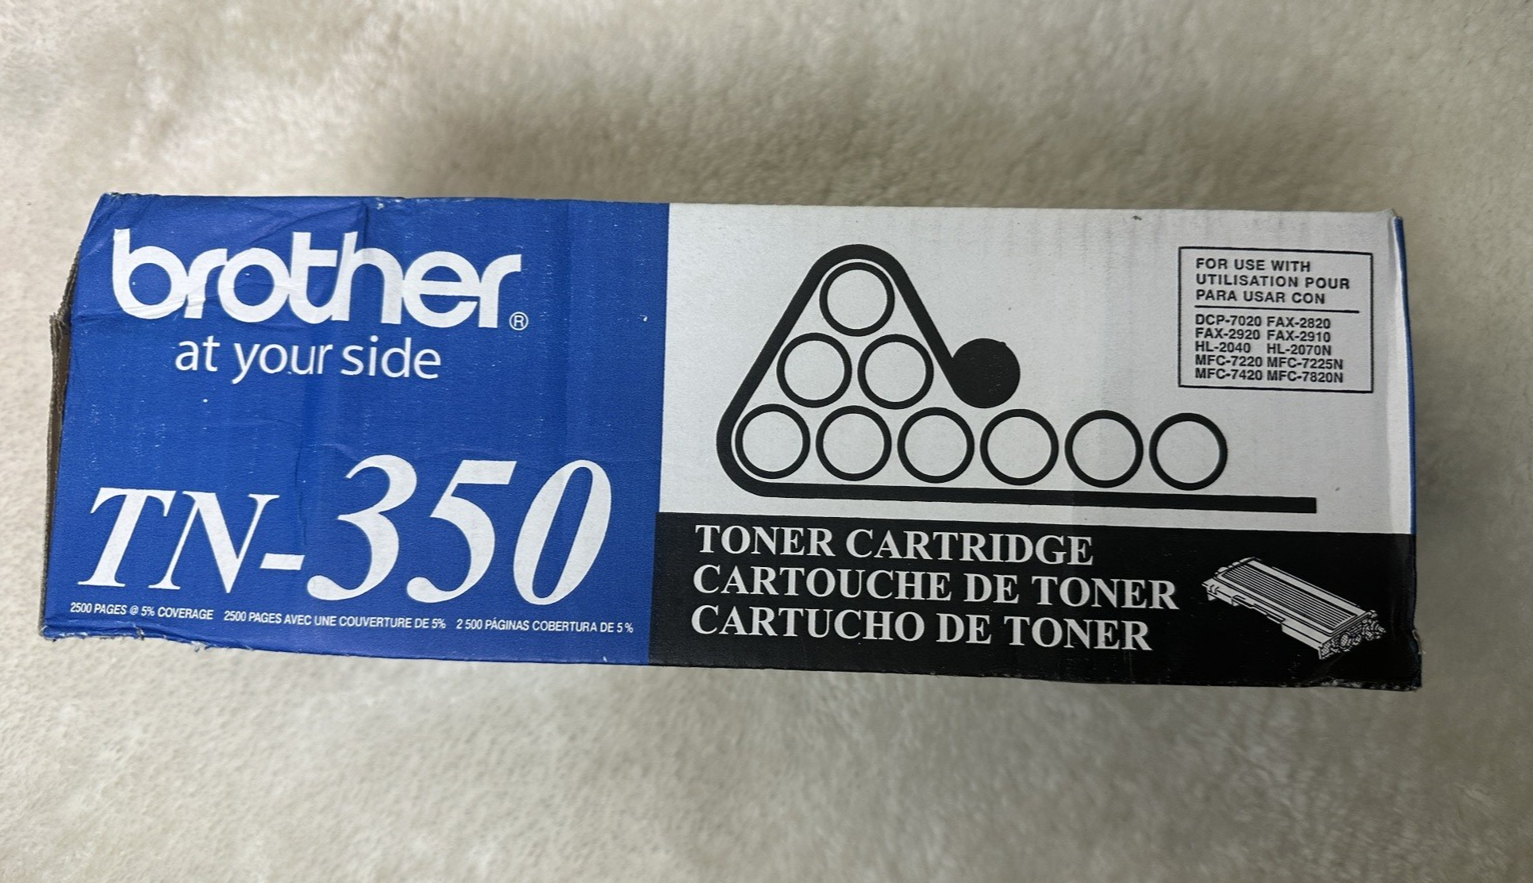 brother®
at your side
TN-350
2500 PAGES @ 5% COVERAGE 2500 PAGES AVEC UNE COUVERTURE DE 5% 2 500 PÁGINAS COBERTURA DE 5%
FOR USE WITH
UTILISATION POUR
PARA USAR CON
DCP-7020 FAX-2820
FAX-2920 FAX-2910
HL-2040 HL-2070N
MFC-7220 MFC-7225N
MFC-7420 MFC-7820N
TONER CARTRIDGE
CARTOUCHE DE TONER
CARTUCHO DE TONER